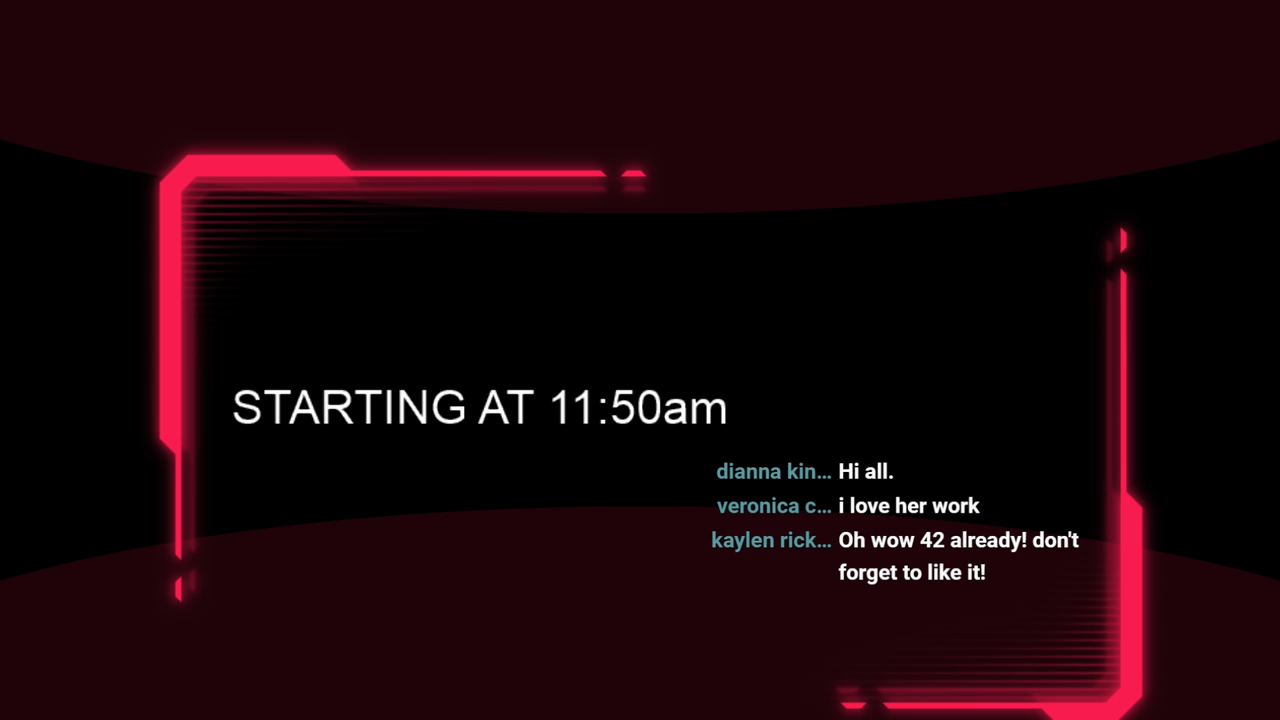 STARTING AT 11:50am
dianna kin... Hi all.
veronica c... i love her work
kaylen rick... Oh wow 42 already! don't
forget to like it!